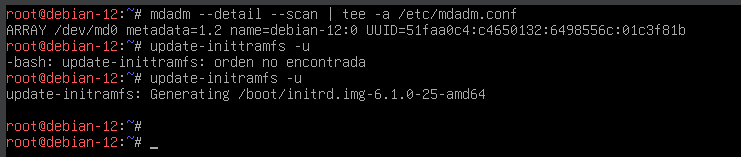 root@debian-12:~# mdadm --detail --scan | tee -a /etc/mdadm.conf
ARRAY /dev/md0 metadata=1.2 name=debian-12:0 UUID=51faa0c4:c4650132:6498556c:01c3f81b
root@debian-12:~# update-inittramfs -u
-bash: update-inittramfs: orden no encontrada
root@debian-12:~# update-initramfs -u
update-initramfs: Generating /boot/initrd.img-6.1.0-25-amd64
root@debian-12:~#
root@debian-12:~# _